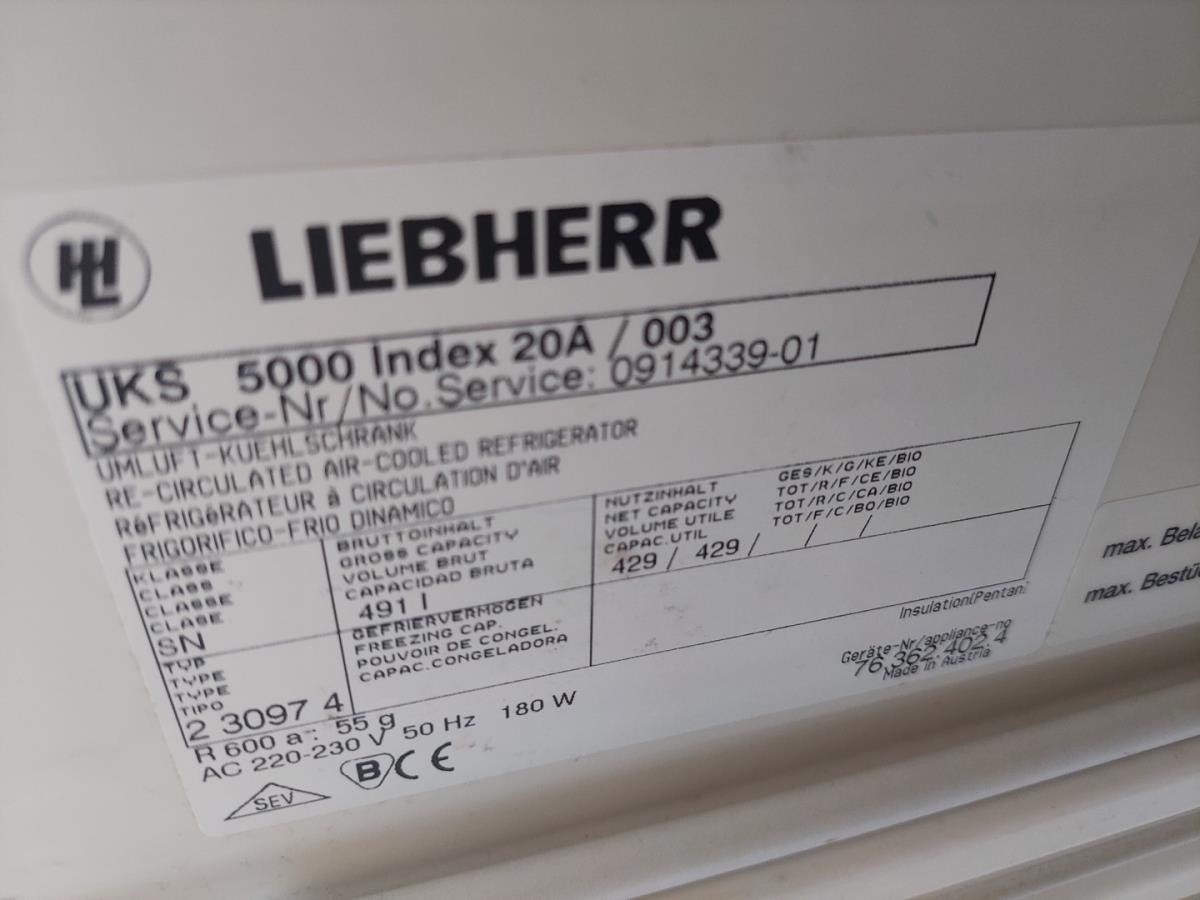 HL
LIEBHERR
UKS 5000 Index 20A / 003
Service-Nr/No.Service: 0914339-01
UMLUFT-KUEHLSCHRANK
RE-CIRCULATED AIR-COOLED REFRIGERATOR
RéFRIGéRATEUR à CIRCULATION D'AIR
FRIGORIFICO-FRIO DINAMICO
KLASSE
CLASS
CLASSE
CLASE
SN
BRUTTOINHALT
GROSS CAPACITY
VOLUME BRUT
CAPACIDAD BRUTA
491 l
NUTZINHALT GES/K/G/KE/BIO
NET CAPACITY TOT/R/F/CE/BIO
VOLUME UTILE TOT/R/C/CA/BIO
CAPAC.UTIL TOT/F/C/BO/BIO
429 / 429 / / /
TYP
TYPE
TYPE
TIPO
2 3097 4
GEFRIERVERMÖGEN
FREEZING CAP.
POUVOIR DE CONGEL.
CAPAC.CONGELADORA
Insulation(Pentan)
Geräte-Nr/appliance-no
76.362.402.4
Made in Austria
R 600 a : 55 g
AC 220-230 V 50 Hz 180 W
SEV B CE
max.
max.